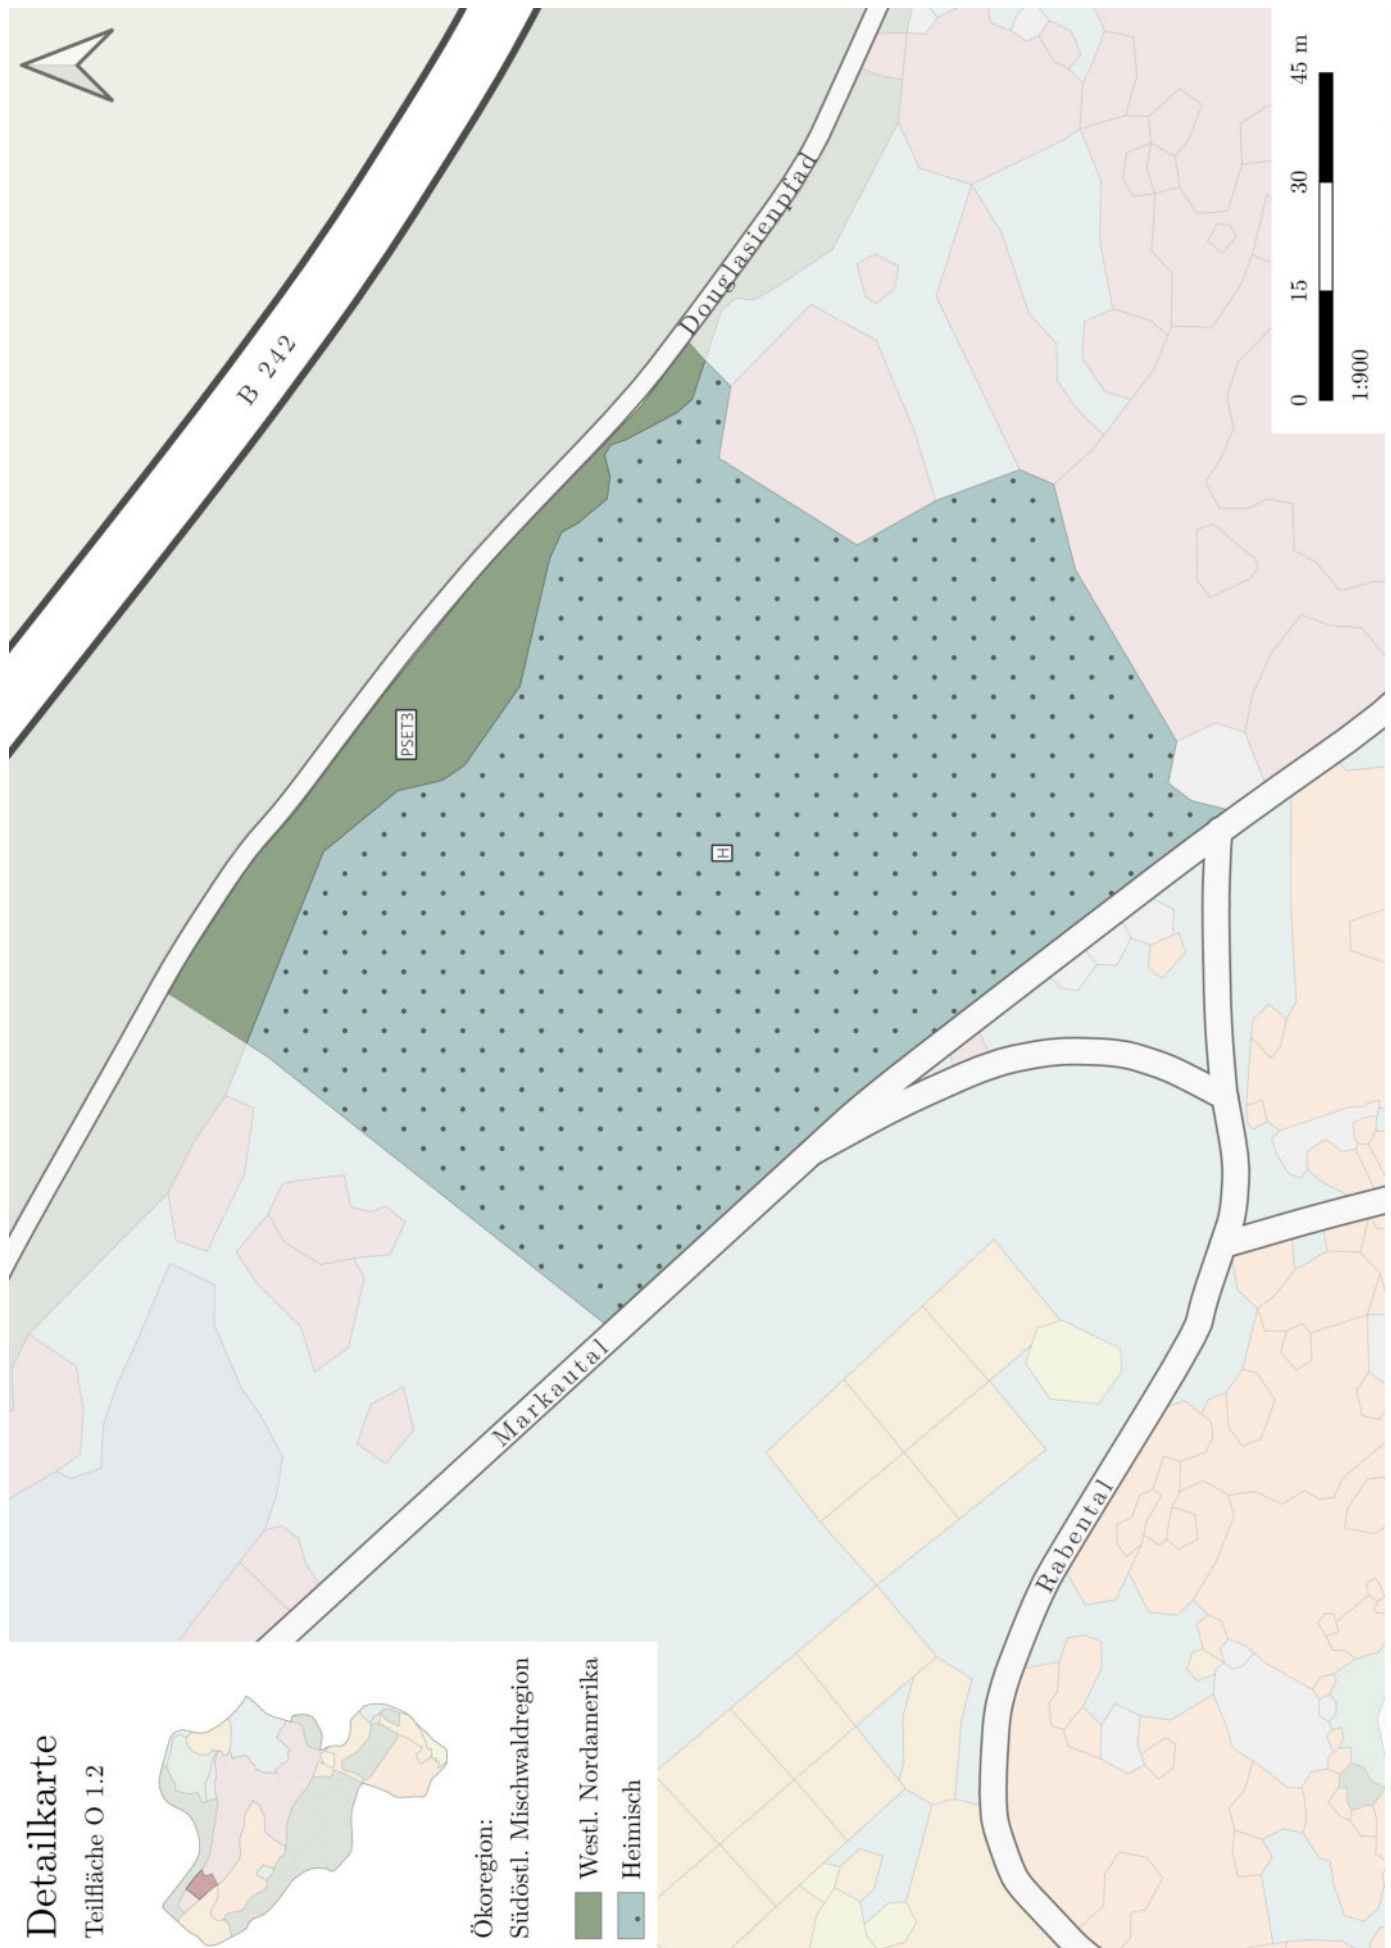 Detailkarte
Teilfläche O 1.2
Ökoregion:
Südöstl. Mischwaldregion
Westl. Nordamerika
Heimisch
B 242
Douglasienpfad
PSET3
H
Markautal
Rabental
0 15 30 45 m
1:900